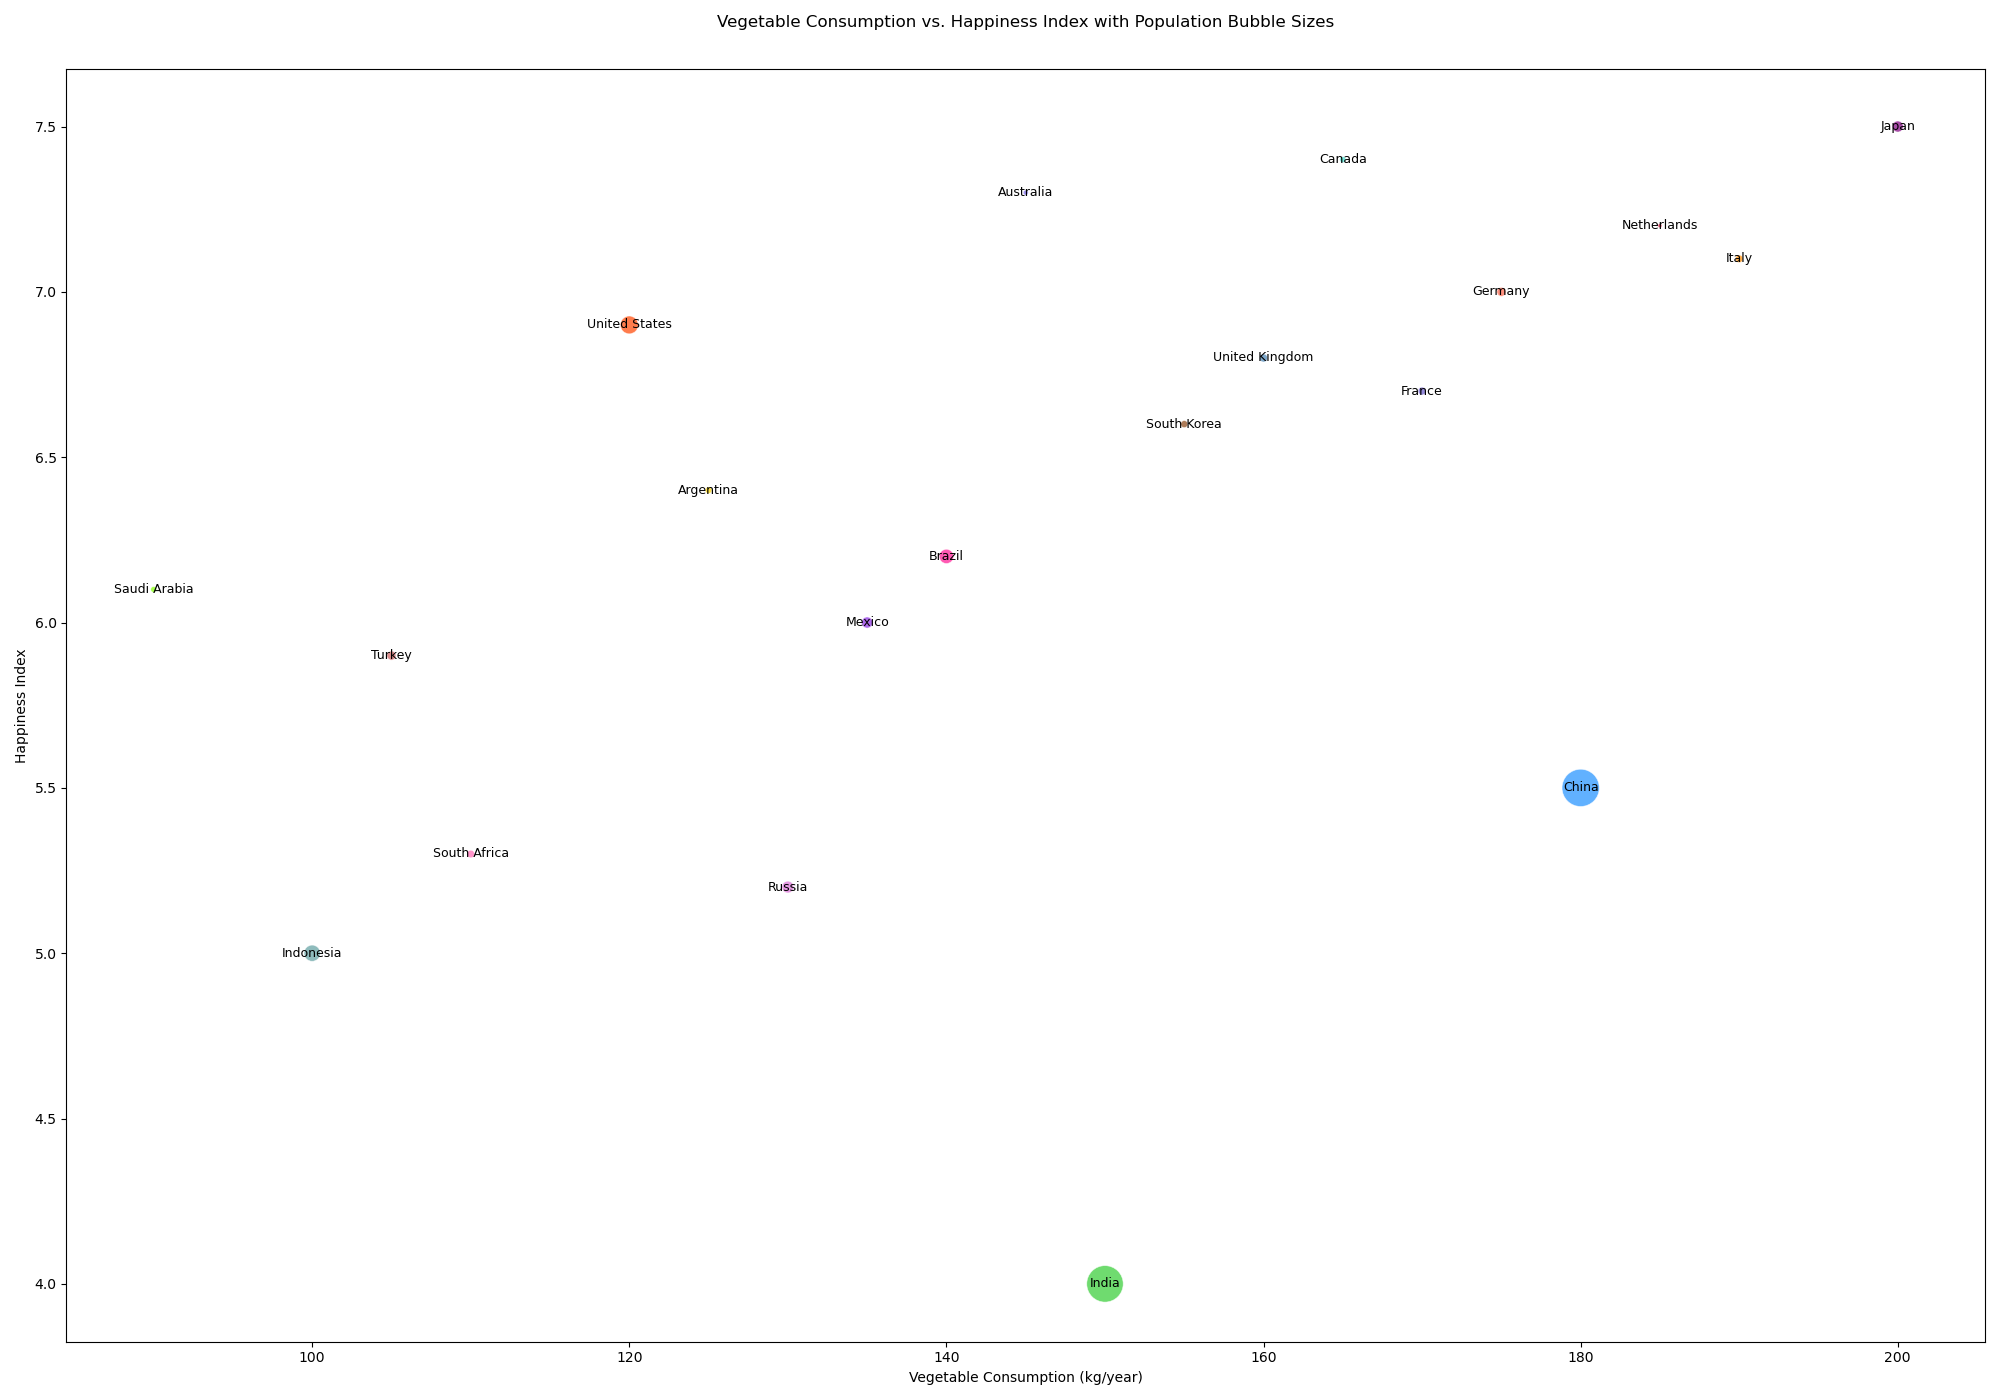 Vegetable Consumption vs. Happiness Index with Population Bubble Sizes
7.5
Japan
Canada
Australia
Netherlands
Italy
7.0
Germany
United States
United Kingdom
France
6.5
South Korea
Argentina
Brazil
Saudi Arabia
6.0
Mexico
Turkey
Happiness Index
5.5
China
South Africa
Russia
5.0
Indonesia
4.5
4.0
India
100
120
140
160
180
200
Vegetable Consumption (kg/year)